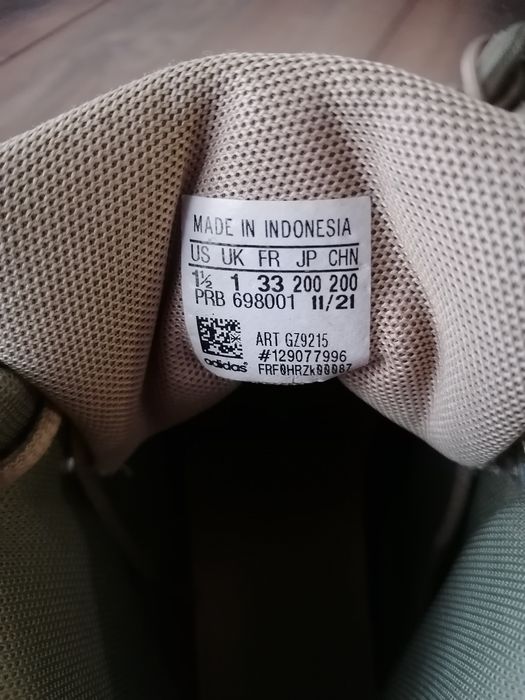 MADE IN INDONESIA
US UK FR JP CHN
1½ 1 33 200 200
PRB 698001 11/21
ART GZ9215
#129077996
adidas FRF0HRZk0008Z